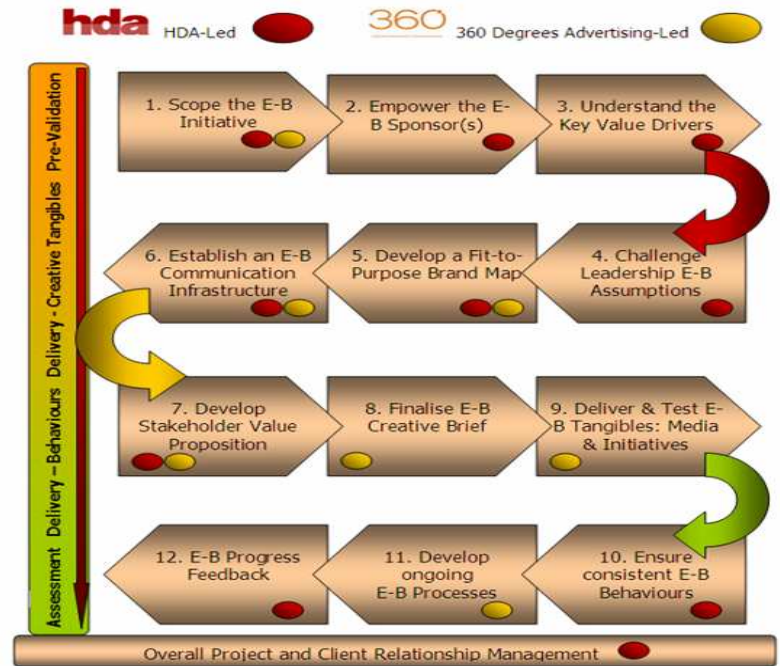 hda HDA-Led 360 360 Degrees Advertising-Led
Assessment Delivery – Behaviours Delivery - Creative Tangibles Pre-Validation
1. Scope the E-B
Initiative
2. Empower the E-
B Sponsor(s)
3. Understand the
Key Value Drivers
4. Challenge
Leadership E-B
Assumptions
5. Develop a Fit-to-
Purpose Brand Map
6. Establish an E-B
Communication
Infrastructure
7. Develop
Stakeholder Value
Proposition
8. Finalise E-B
Creative Brief
9. Deliver & Test E-
B Tangibles: Media
& Initiatives
10. Ensure
consistent E-B
Behaviours
11. Develop
ongoing
E-B Processes
12. E-B Progress
Feedback
Overall Project and Client Relationship Management